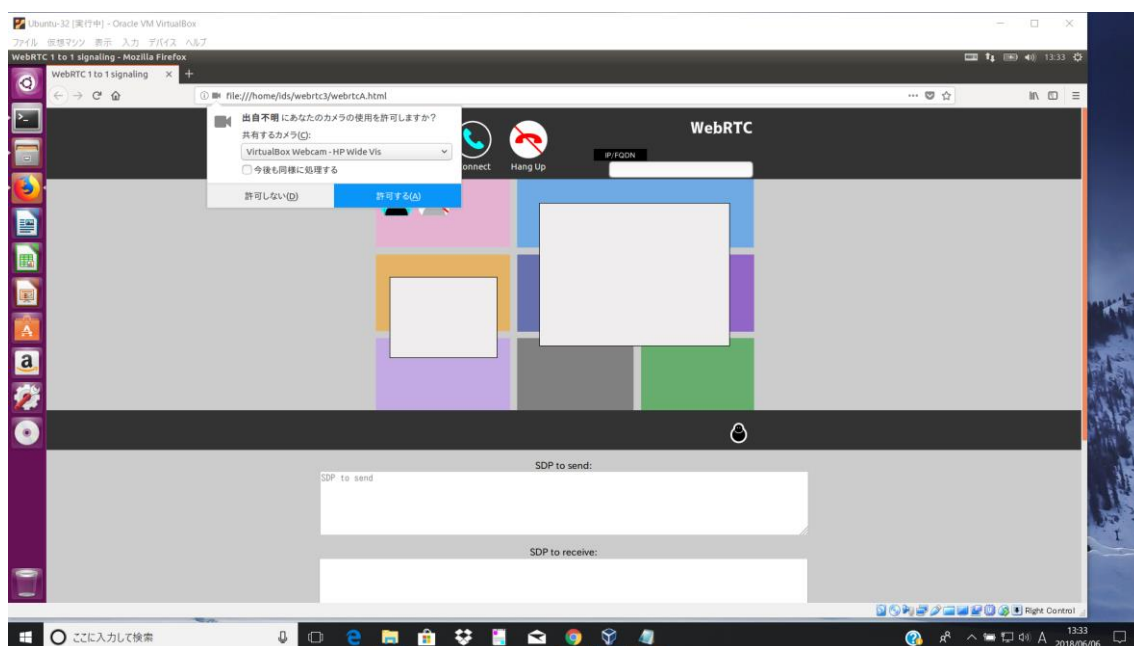 Ubuntu-32 [実行中] - Oracle VM VirtualBox
ファイル 仮想マシン 表示 入力 デバイス ヘルプ
WebRTC 1 to 1 signaling - Mozilla Firefox
13:33
WebRTC 1 to 1 signaling × +
file:///home/ids/webrtc3/webrtcA.html
出自不明 にあなたのカメラの使用を許可しますか?
共有するカメラ(C):
VirtualBox Webcam - HP Wide Vis
今後も同様に処理する
許可しない(D) 許可する(A)
onnect Hang Up
WebRTC
IP/FQDN
SDP to send:
SDP to send
SDP to receive:
Right Control
ここに入力して検索
A 13:33
2018/06/06